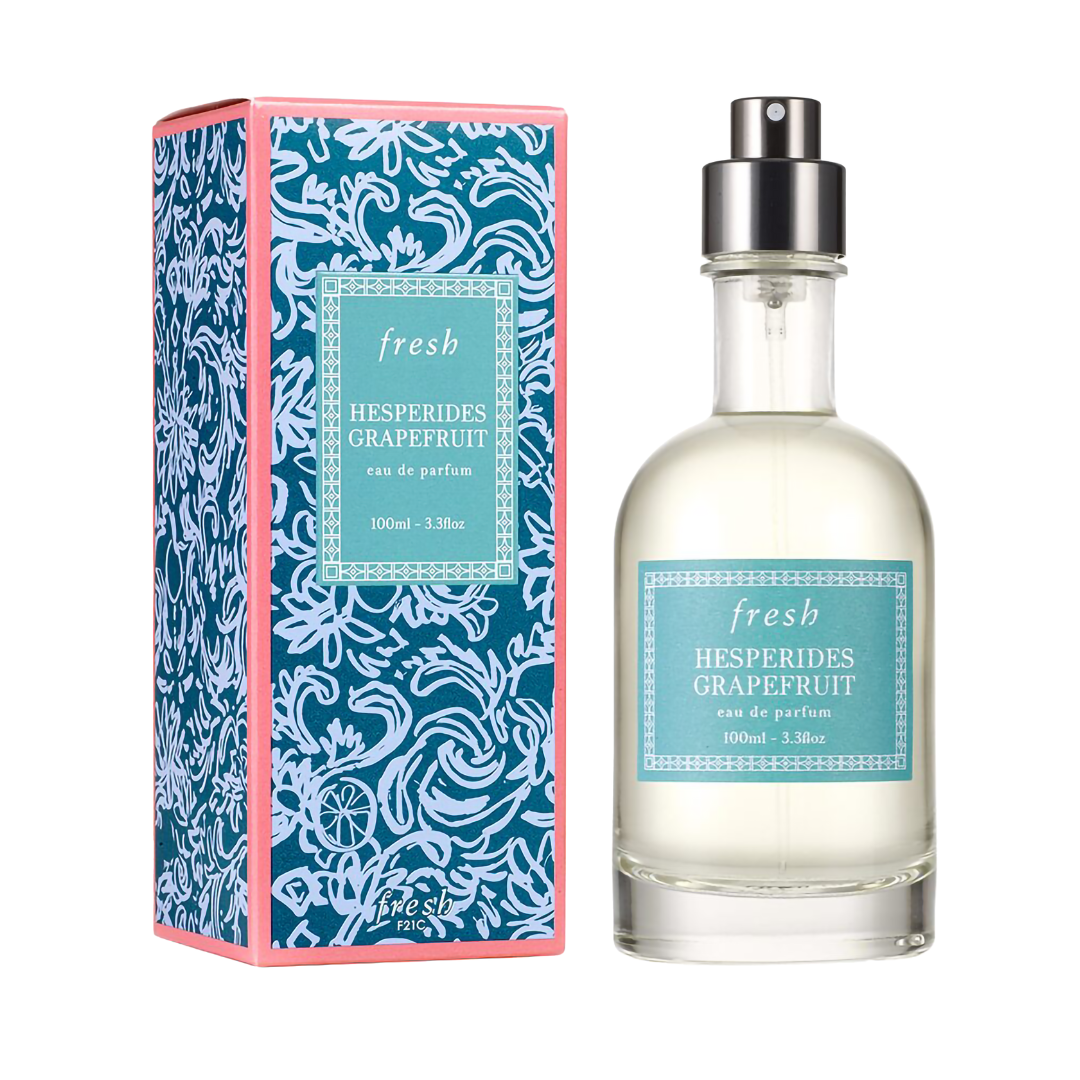 fresh
HESPERIDES
GRAPEFRUIT
eau de parfum
100ml - 3.3floz
fresh
F21C
fresh
HESPERIDES
GRAPEFRUIT
eau de parfum
100ml - 3.3floz